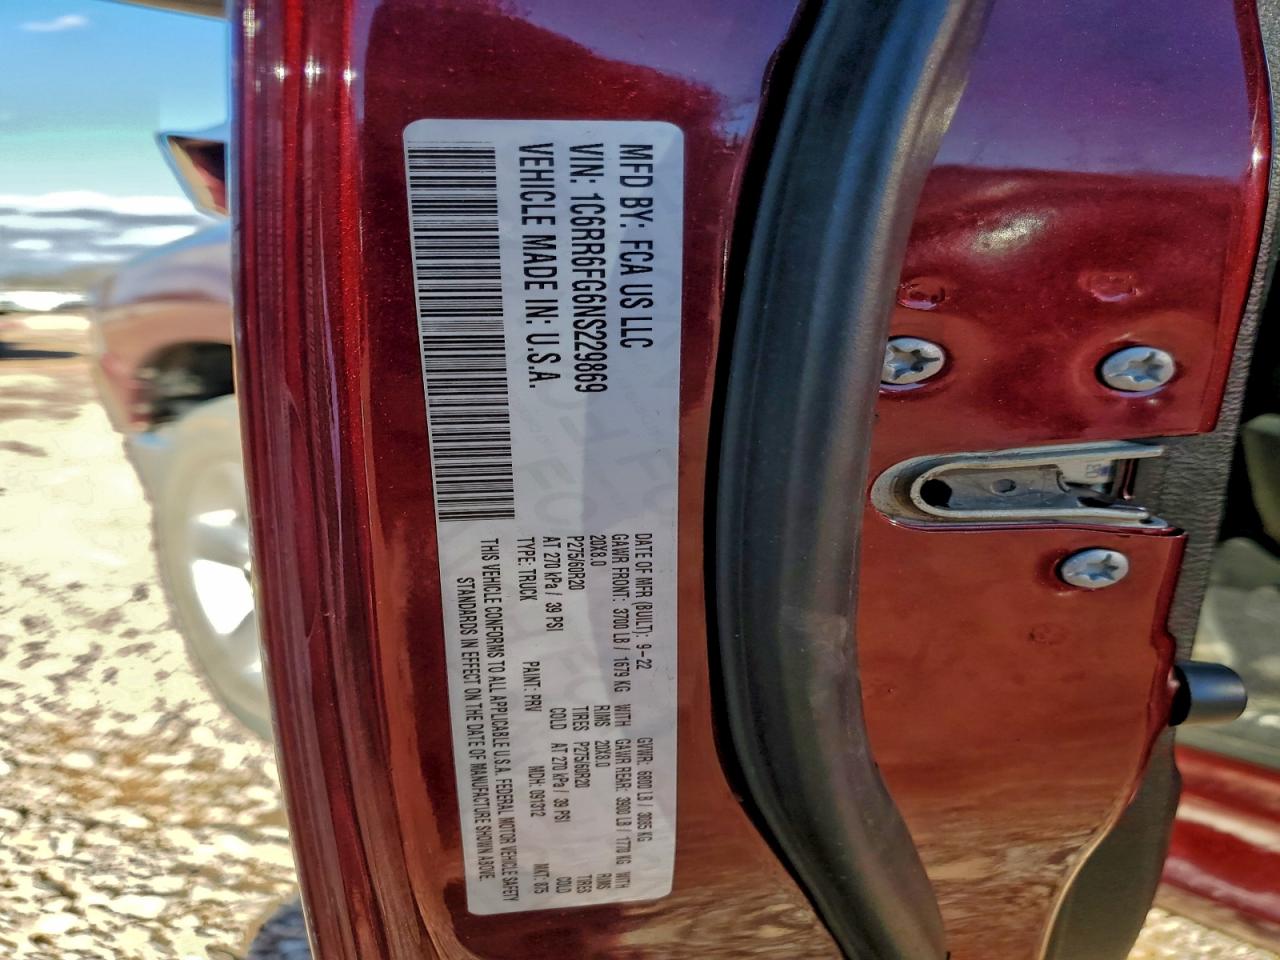 MFD BY: FCA US LLC
VIN: 1C6RR6FG6NS229869
VEHICLE MADE IN: U.S.A.
DATE OF MFR (BUILT): 9-22 GVWR: 6800 LB / 3085 KG
GAWR FRONT: 3700 LB / 1679 KG WITH GAWR REAR: 3900 LB / 1770 KG WITH
20X8.0 RIMS 20X8.0 RIMS
P275/60R20 TIRES P275/60R20 TIRES
AT 270 kPa / 39 PSI COLD AT 270 kPa / 39 PSI COLD
TYPE: TRUCK PAINT: PRV MDH: 091312 MKT: 875
THIS VEHICLE CONFORMS TO ALL APPLICABLE U.S.A. FEDERAL MOTOR VEHICLE SAFETY
STANDARDS IN EFFECT ON THE DATE OF MANUFACTURE SHOWN ABOVE.